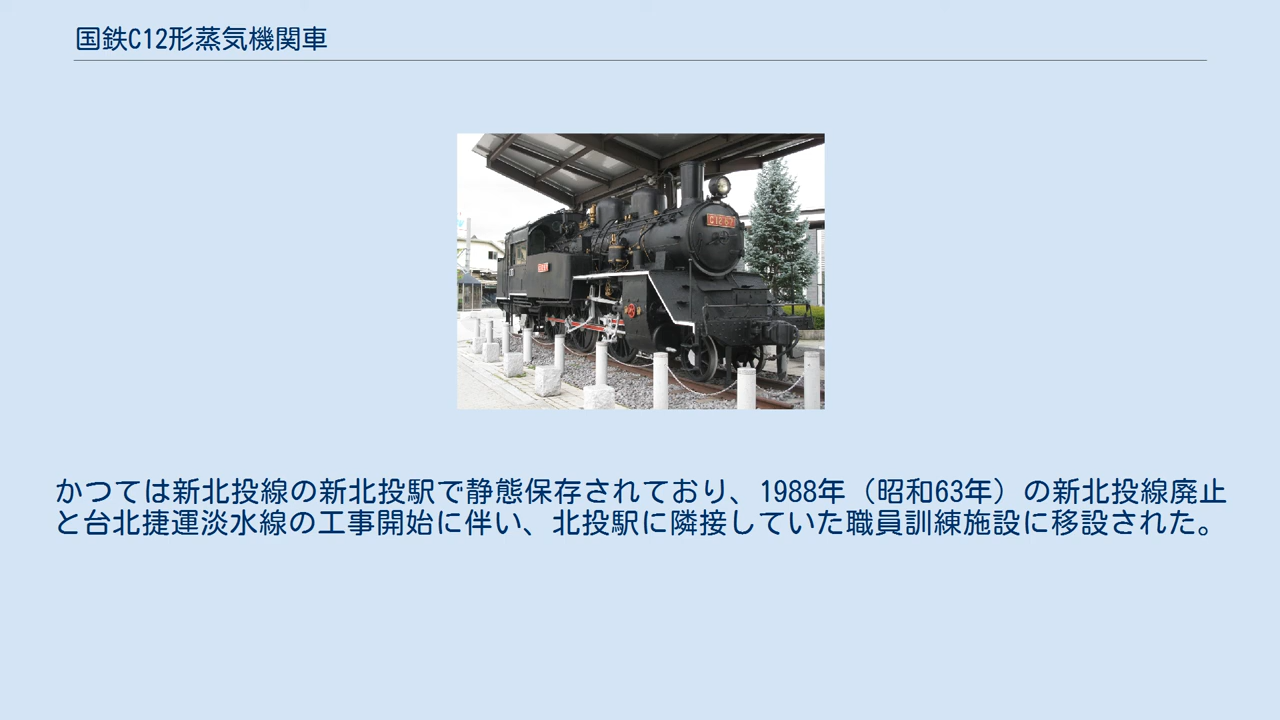 国鉄C12形蒸気機関車
C12 67
かつては新北投線の新北投駅で静態保存されており、1988年（昭和63年）の新北投線廃止
と台北捷運淡水線の工事開始に伴い、北投駅に隣接していた職員訓練施設に移設された。